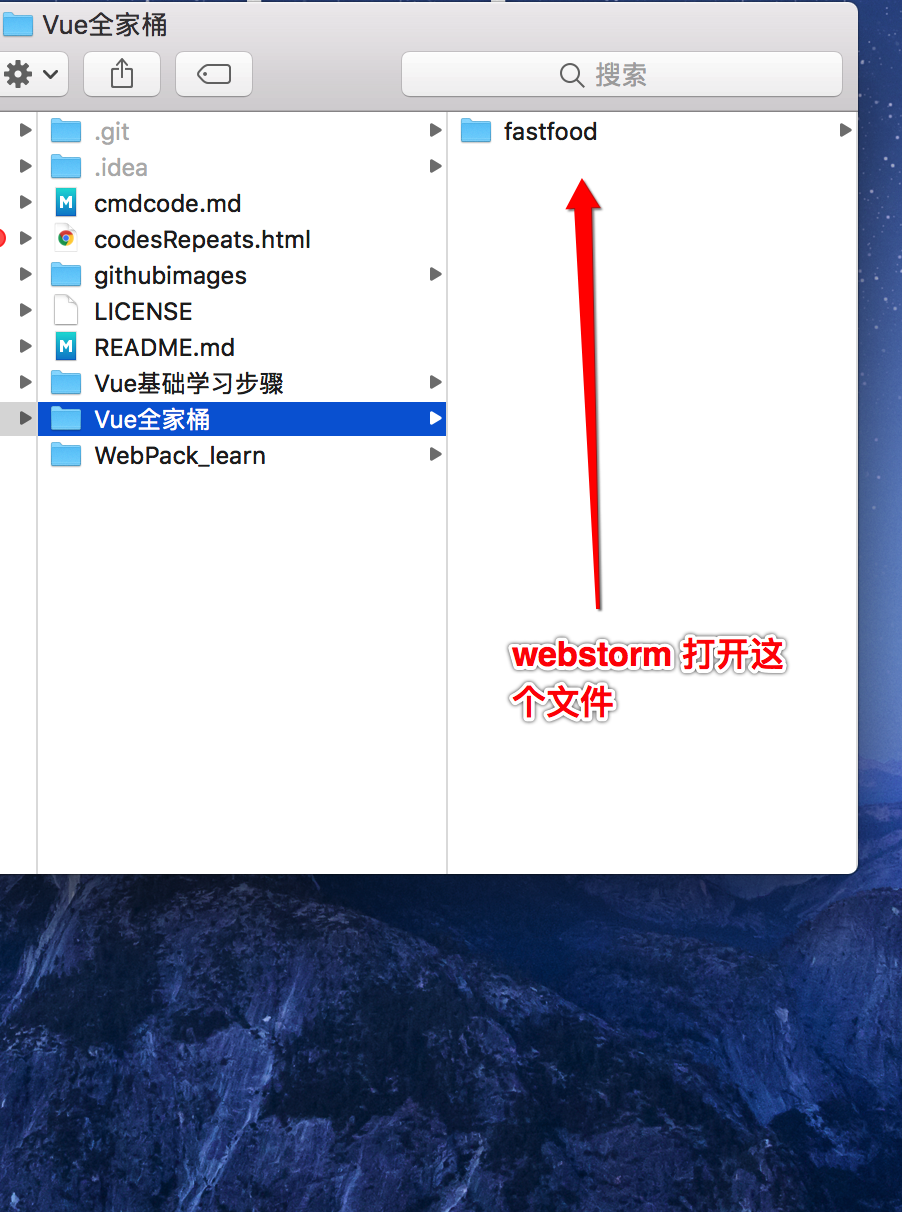 Vue全家桶
搜索
.git
.idea
cmdcode.md
codesRepeats.html
githubimages
LICENSE
README.md
Vue基础学习步骤
Vue全家桶
WebPack_learn
fastfood
webstorm 打开这
个文件